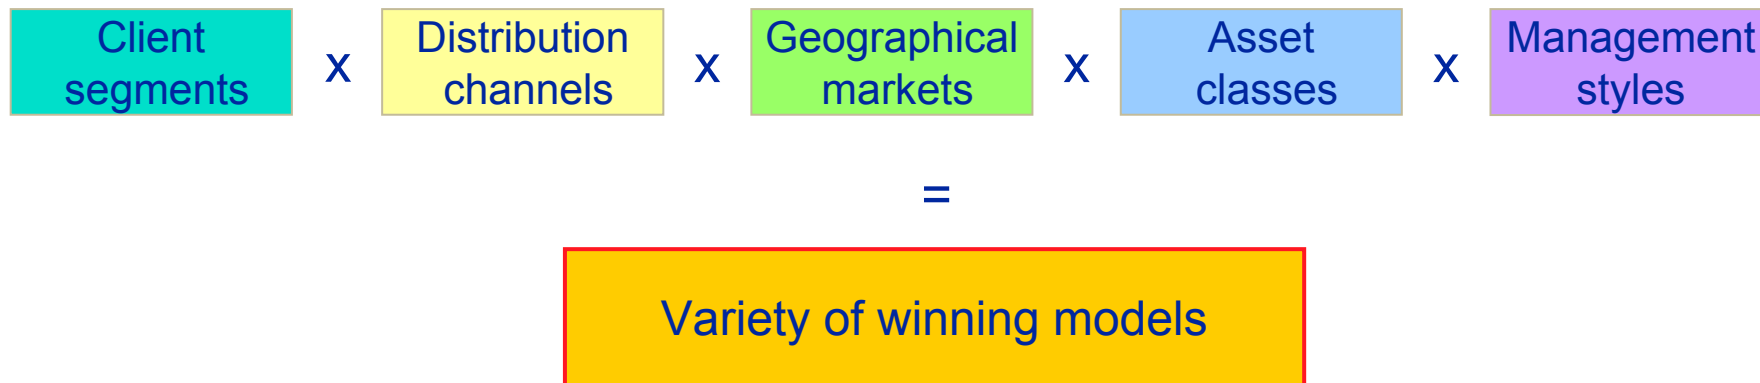 Client x Distribution x Geographical x Asset x Management
segments channels markets classes styles
=
Variety of winning models